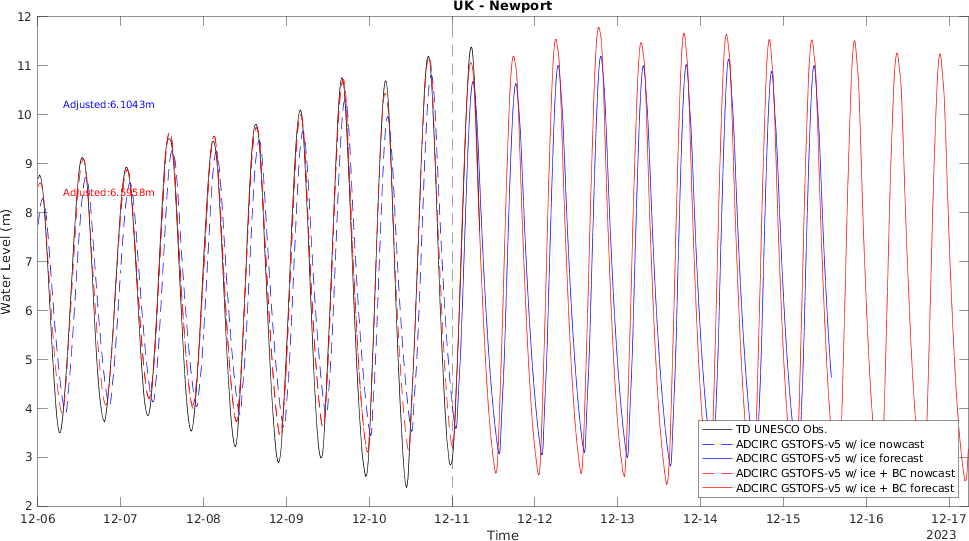 UK - Newport
12
11
10
9
8
7
6
5
4
3
2
Water Level (m)
Adjusted:6.1043m
Adjusted:6.5958m
TD UNESCO Obs.
ADCIRC GSTOFS-v5 w/ ice nowcast
ADCIRC GSTOFS-v5 w/ ice forecast
ADCIRC GSTOFS-v5 w/ ice + BC nowcast
ADCIRC GSTOFS-v5 w/ ice + BC forecast
12-06 12-07 12-08 12-09 12-10 12-11 12-12 12-13 12-14 12-15 12-16 12-17
Time
2023